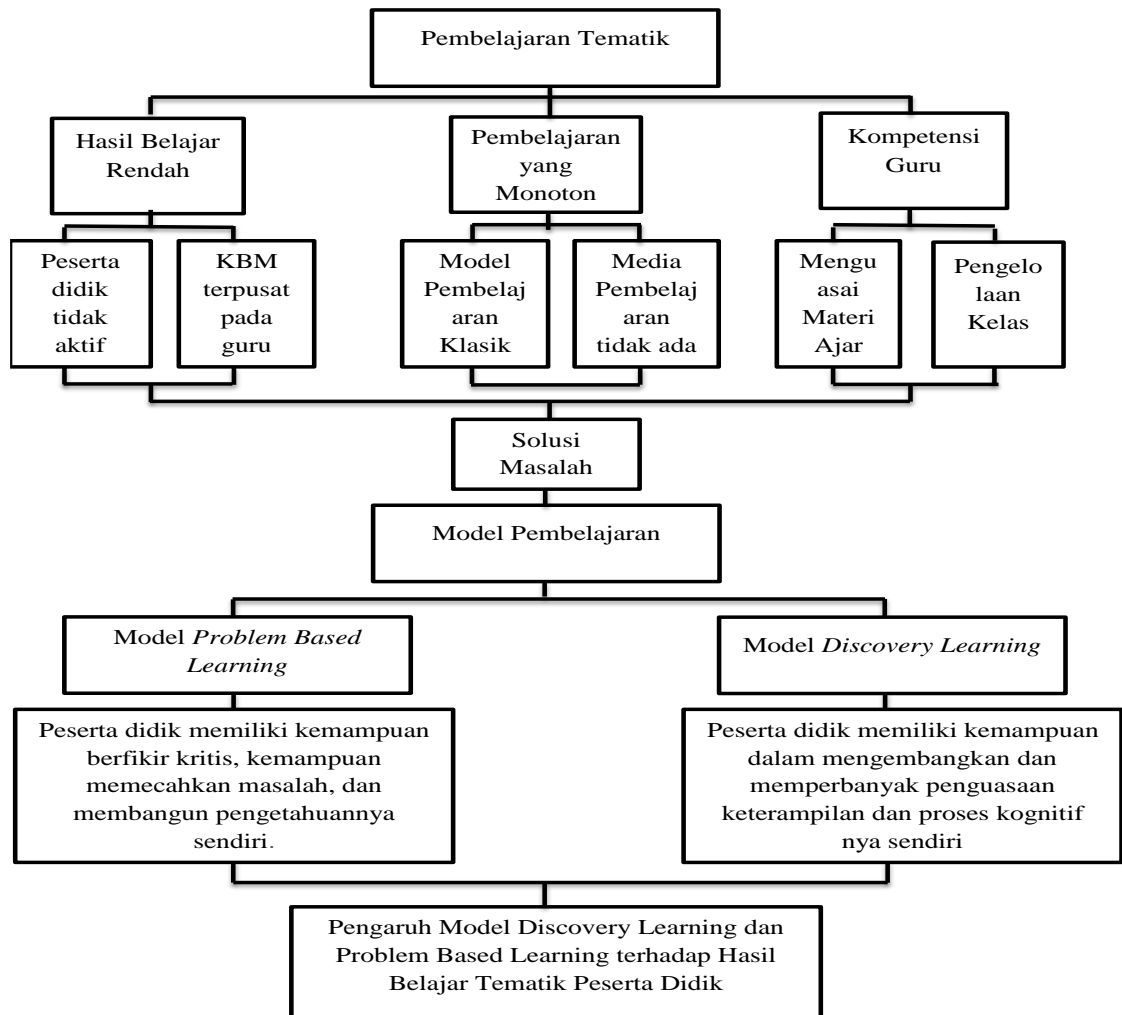 Pembelajaran Tematik
Hasil Belajar
Rendah
Pembelajaran
yang
Monoton
Kompetensi
Guru
Peserta
didik
tidak
aktif
KBM
terpusat
pada
guru
Model
Pembelaj
aran
Klasik
Media
Pembelaj
aran
tidak ada
Mengu
asai
Materi
Ajar
Pengelo
laan
Kelas
Solusi
Masalah
Model Pembelajaran
Model Problem Based
Learning
Model Discovery Learning
Peserta didik memiliki kemampuan
berfikir kritis, kemampuan
memecahkan masalah, dan
membangun pengetahuannya
sendiri.
Peserta didik memiliki kemampuan
dalam mengembangkan dan
memperbanyak penguasaan
keterampilan dan proses kognitif
nya sendiri
Pengaruh Model Discovery Learning dan
Problem Based Learning terhadap Hasil
Belajar Tematik Peserta Didik